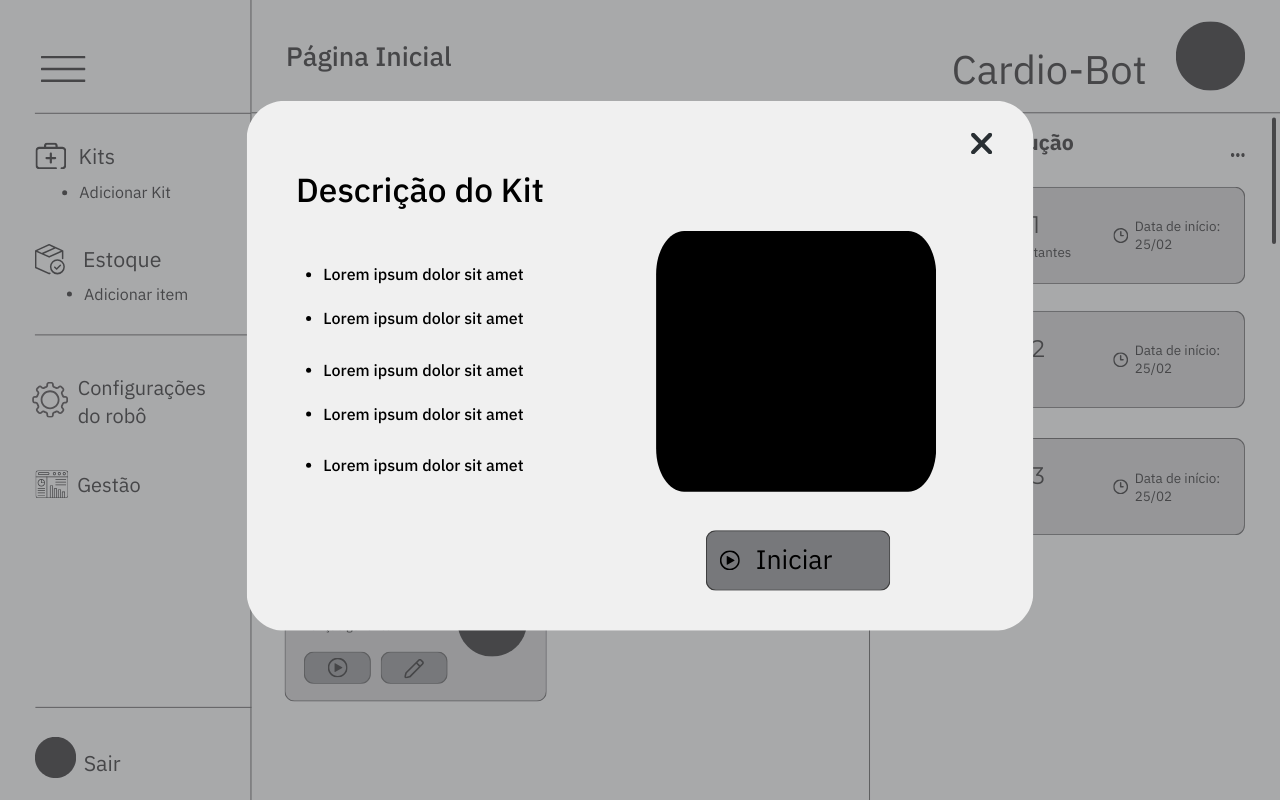 Página Inicial
Cardio-Bot
Kits
• Adicionar Kit
Estoque
• Adicionar item
Configurações
do robô
Gestão
Sair
Descrição do Kit
• Lorem ipsum dolor sit amet
• Lorem ipsum dolor sit amet
• Lorem ipsum dolor sit amet
• Lorem ipsum dolor sit amet
• Lorem ipsum dolor sit amet
Iniciar
ução
...
1
tantes
Data de início:
25/02
2
Data de início:
25/02
3
Data de início:
25/02